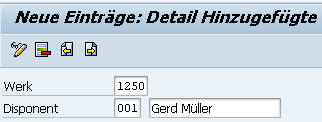 Neue Einträge: Detail Hinzugefügte
Werk 1250
Disponent 001 Gerd Müller